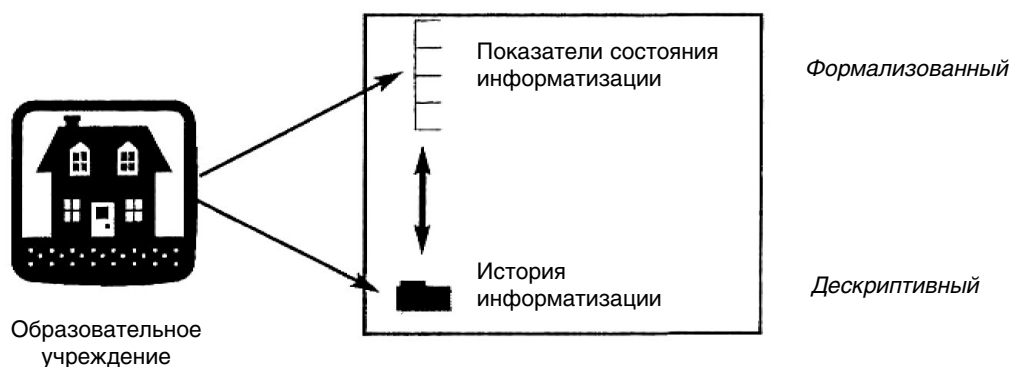 Показатели состояния
информатизации
Формализованный
История
информатизации
Дескриптивный
Образовательное
учреждение